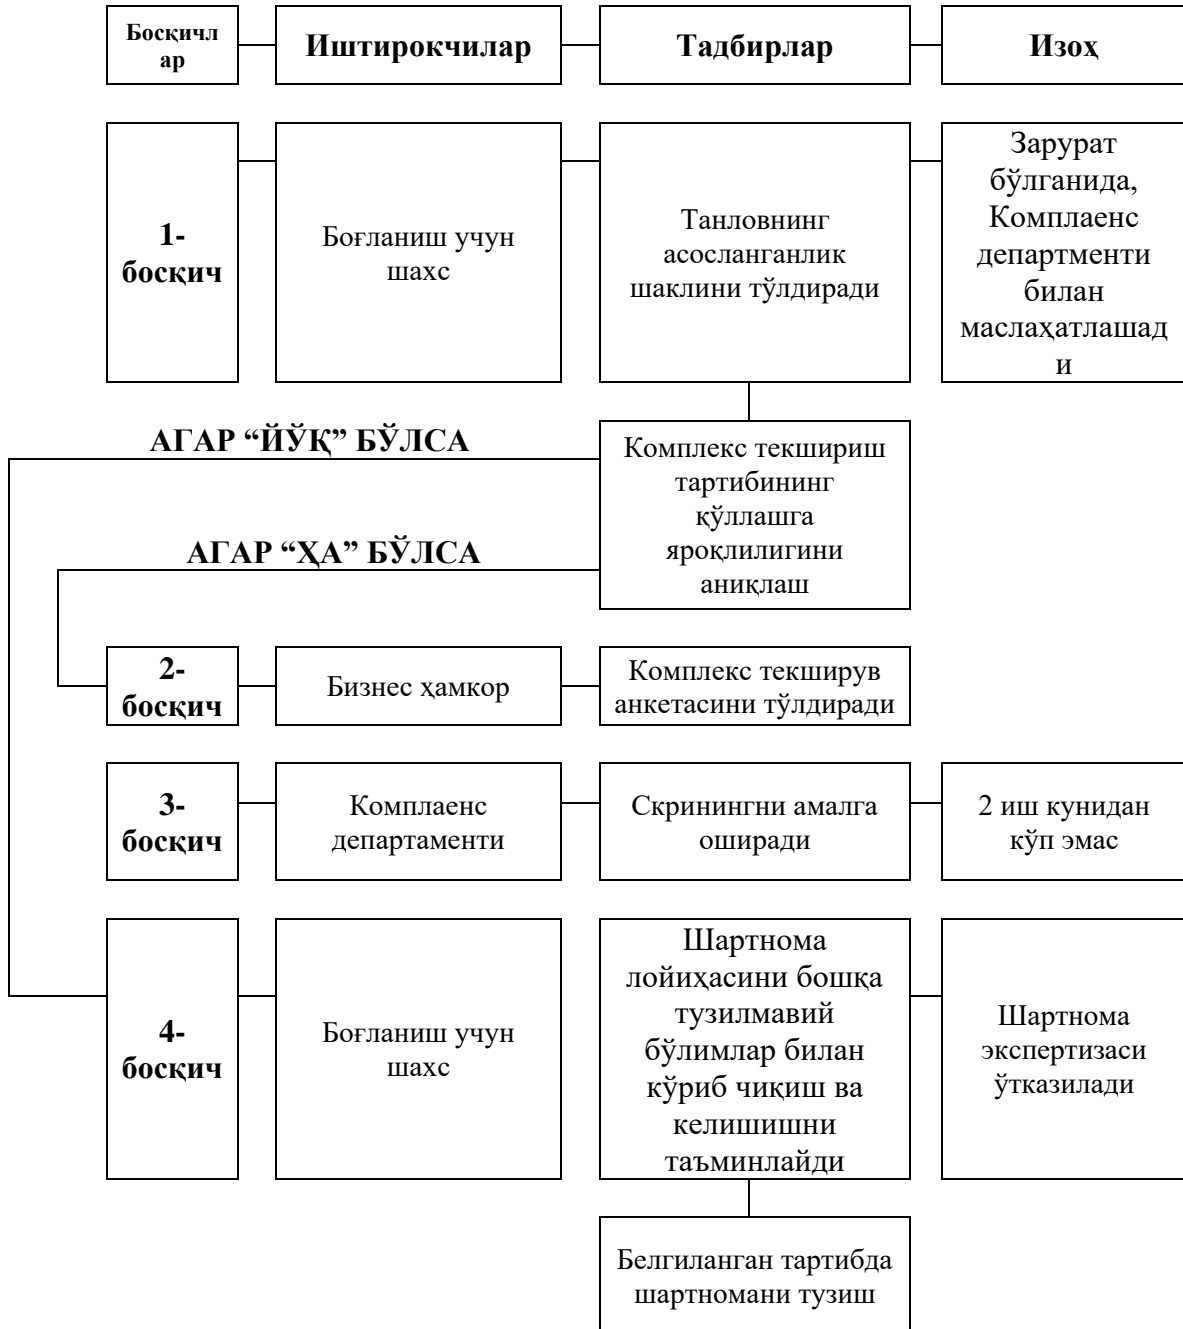 Босқичл
ар
Иштирокчилар
Тадбирлар
Изоҳ
1-
босқич
Боғланиш учун
шахс
Танловнинг
асосланганлик
шаклини тўлдиради
Зарурат
бўлганида,
Комплаенс
департменти
билан
маслаҳатлашад
и
АГАР “ЙЎҚ” БЎЛСА
Комплекс текшириш
тартибининг
қўллашга
яроқлилигини
аниқлаш
АГАР “ҲА” БЎЛСА
2-
босқич
Бизнес ҳамкор
Комплекс текширув
анкетасини тўлдиради
3-
босқич
Комплаенс
департаменти
Скринингни амалга
оширади
2 иш кунидан
кўп эмас
4-
босқич
Боғланиш учун
шахс
Шартнома
лойиҳасини бошқа
тузилмавий
бўлимлар билан
кўриб чиқиш ва
келишишни
таъминлайди
Шартнома
экспертизаси
ўтказилади
Белгиланган тартибда
шартномани тузиш